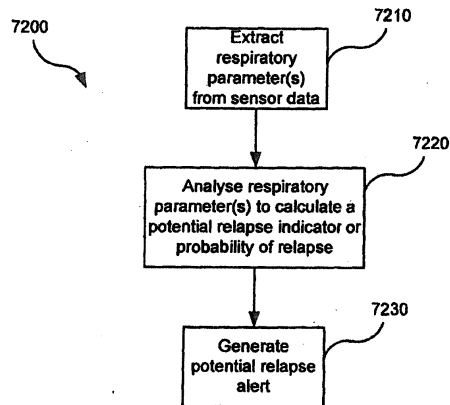 7200
7210
Extract
respiratory
parameter(s)
from sensor data
7220
Analyse respiratory
parameter(s) to calculate a
potential relapse indicator or
probability of relapse
7230
Generate
potential relapse
alert